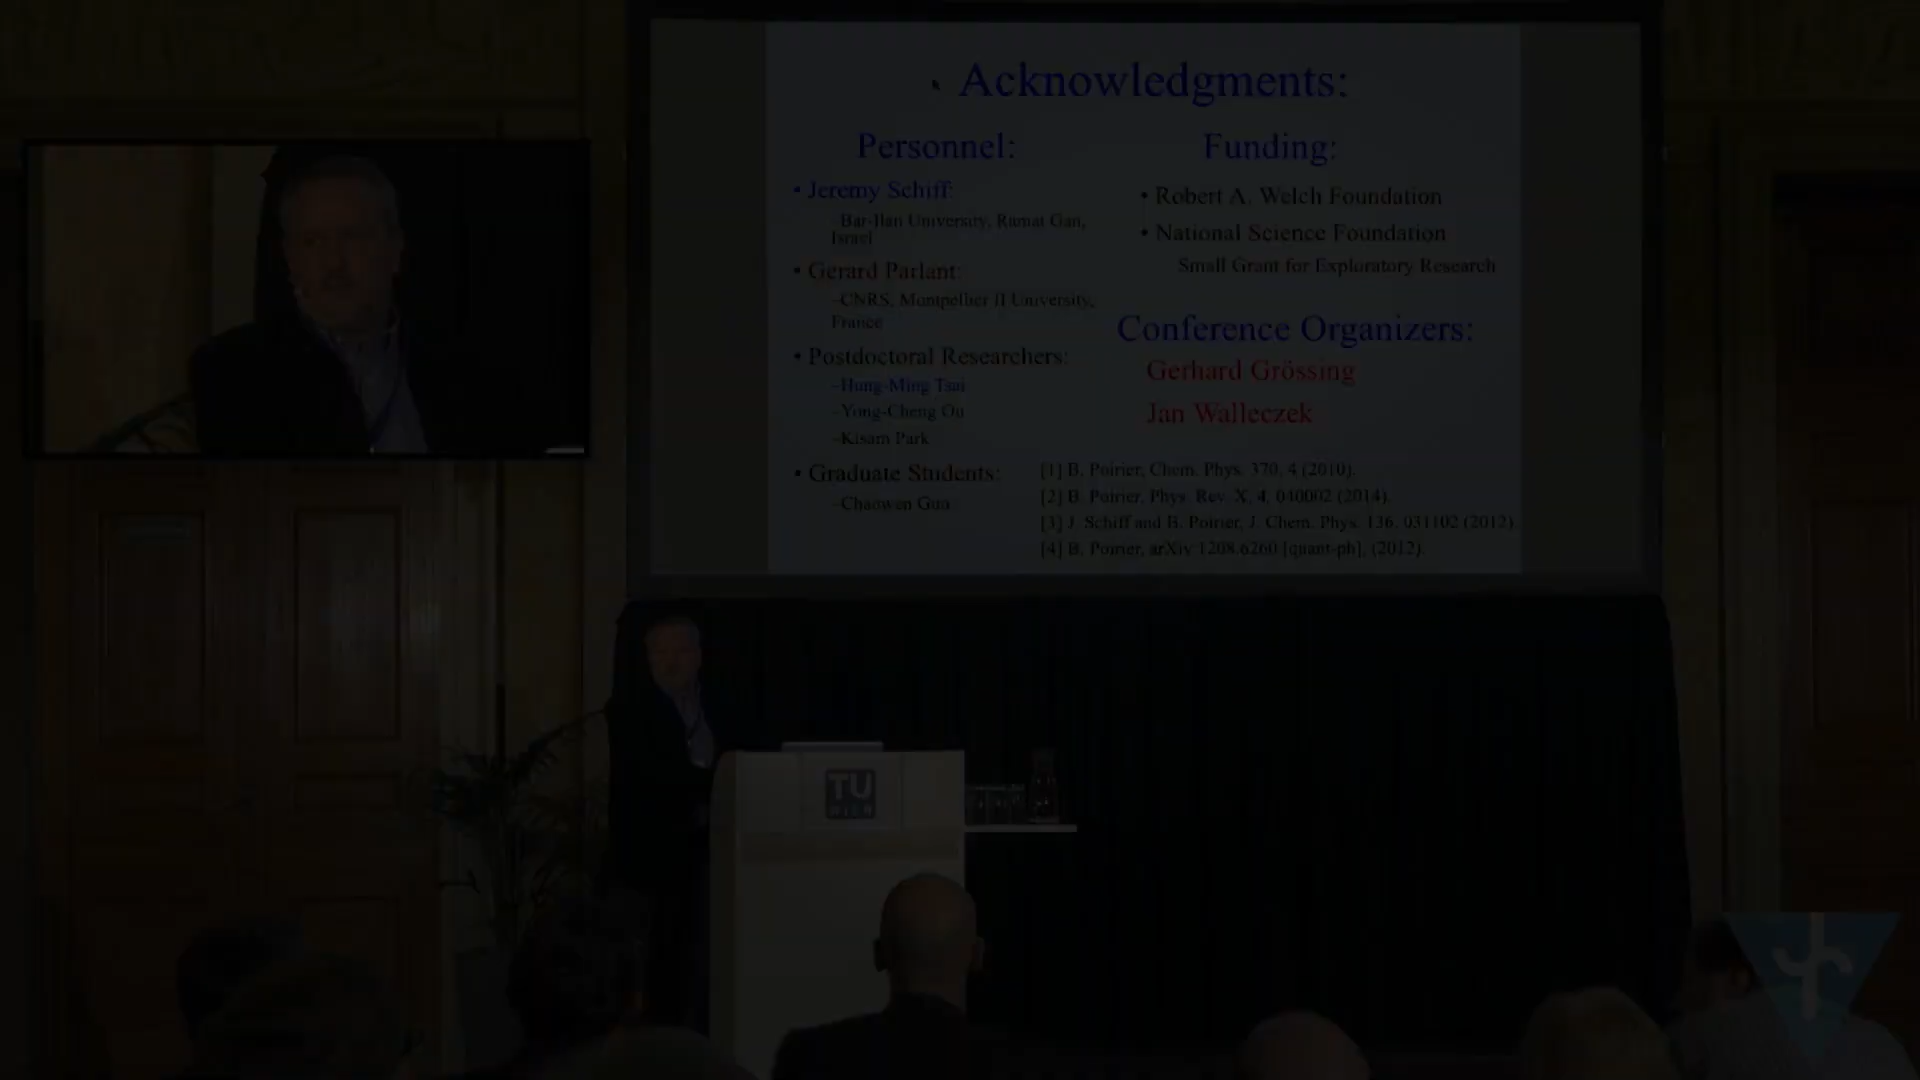 Acknowledgments:
Personnel:
• Jeremy Schiff:
–Bar-Ilan University, Ramat Gan,
Israel
• Gerard Parlant:
–CNRS, Montpellier II University,
France
• Postdoctoral Researchers:
–Hung-Ming Tsai
–Yong-Cheng Ou
–Kisam Park
• Graduate Students:
–Chaowen Guo
Funding:
• Robert A. Welch Foundation
• National Science Foundation
Small Grant for Exploratory Research
Conference Organizers:
Gerhard Grössing
Jan Walleczek
[1] B. Poirier, Chem. Phys. 370, 4 (2010).
[2] B. Poirier, Phys. Rev. X, 4, 040002 (2014).
[3] J. Schiff and B. Poirier, J. Chem. Phys. 136, 031102 (2012).
[4] B. Poirier, arXiv 1208.6260 [quant-ph], (2012).
TU
WIEN